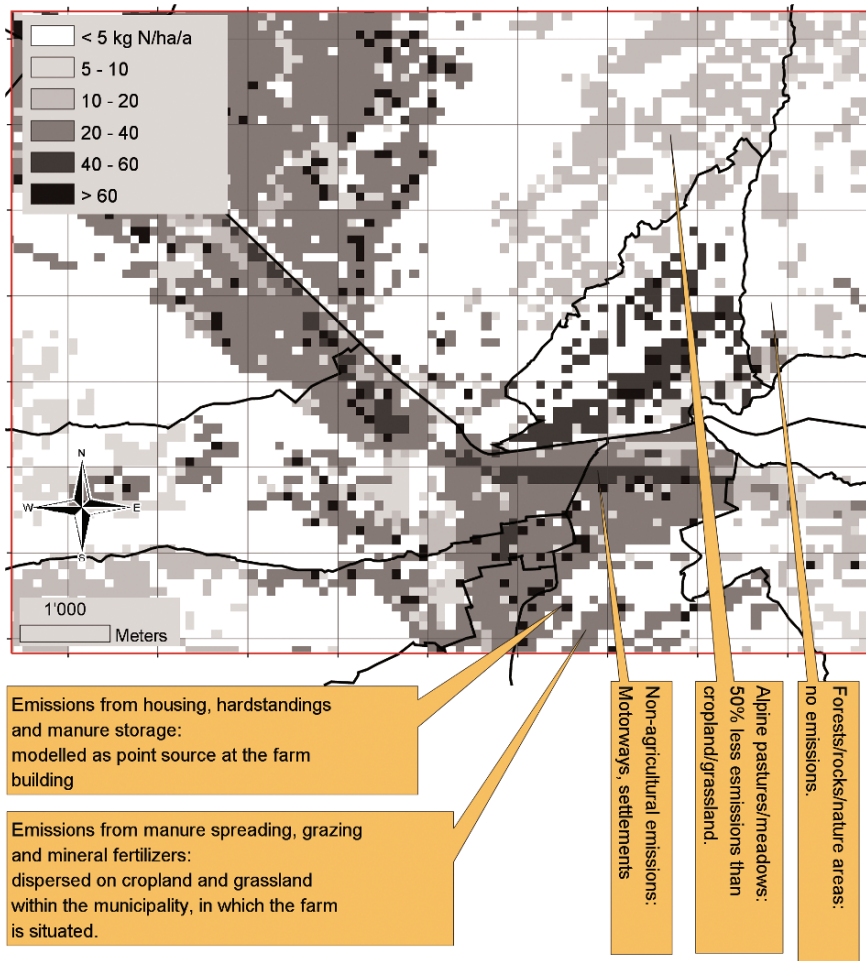 < 5 kg N/ha/a
5 - 10
10 - 20
20 - 40
40 - 60
> 60
N
W
E
S
1'000
Meters
Emissions from housing, hardstandings
and manure storage:
modelled as point source at the farm
building
Emissions from manure spreading, grazing
and mineral fertilizers:
dispersed on cropland and grassland
within the municipality, in which the farm
is situated.
Non-agricultural emissions:
Motorways, settlements
Alpine pastures/meadows:
50% less esmissions than
cropland/grassland.
Forests/rocks/nature areas:
no emissions.